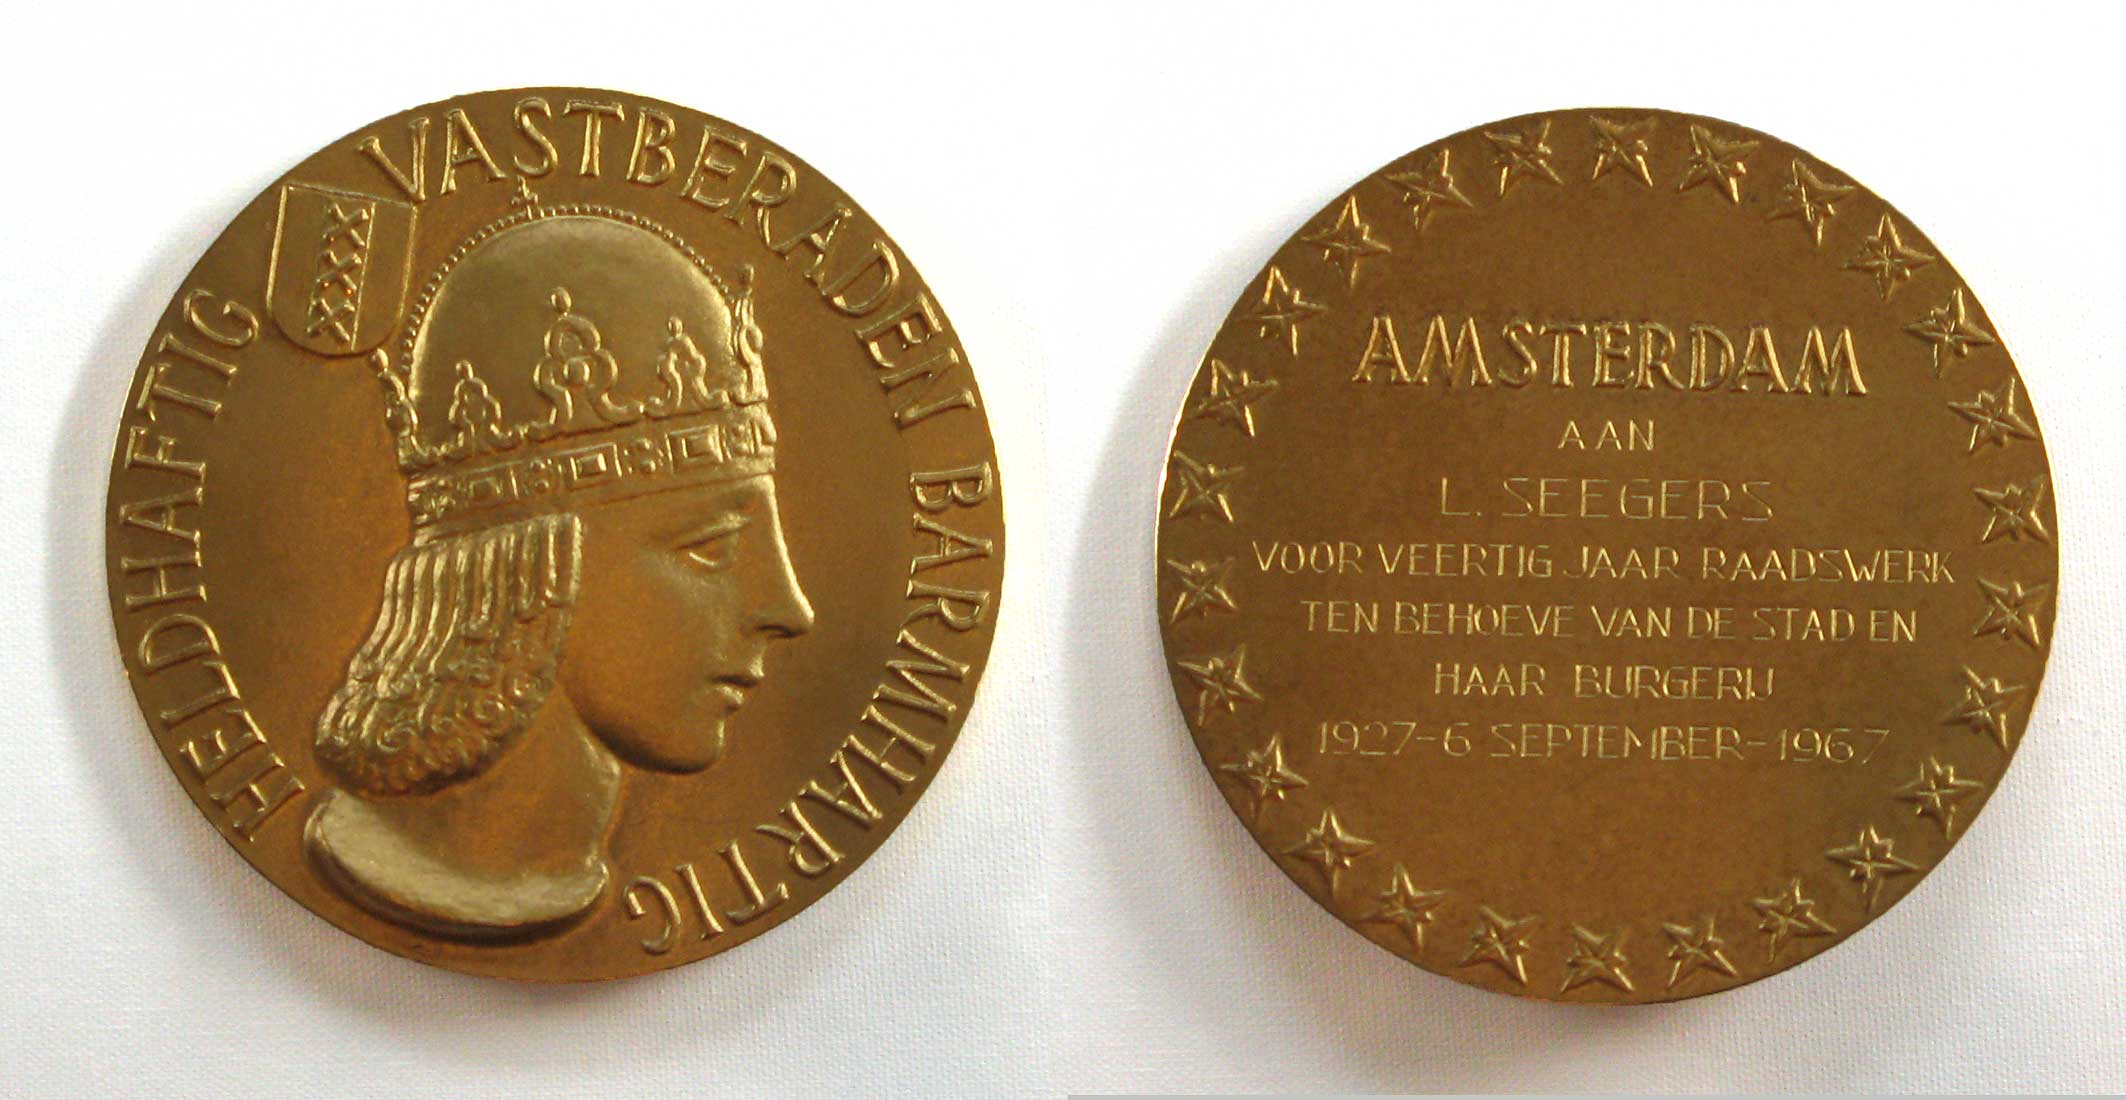 HELDHAFTIG VASTBERADEN BARMHARTIG
XXX
AMSTERDAM
AAN
L. SEEGERS
VOOR VEERTIG JAAR RAADSWERK
TEN BEHOEVE VAN DE STAD EN
HAAR BURGERIJ
1927-6 SEPTEMBER-1967